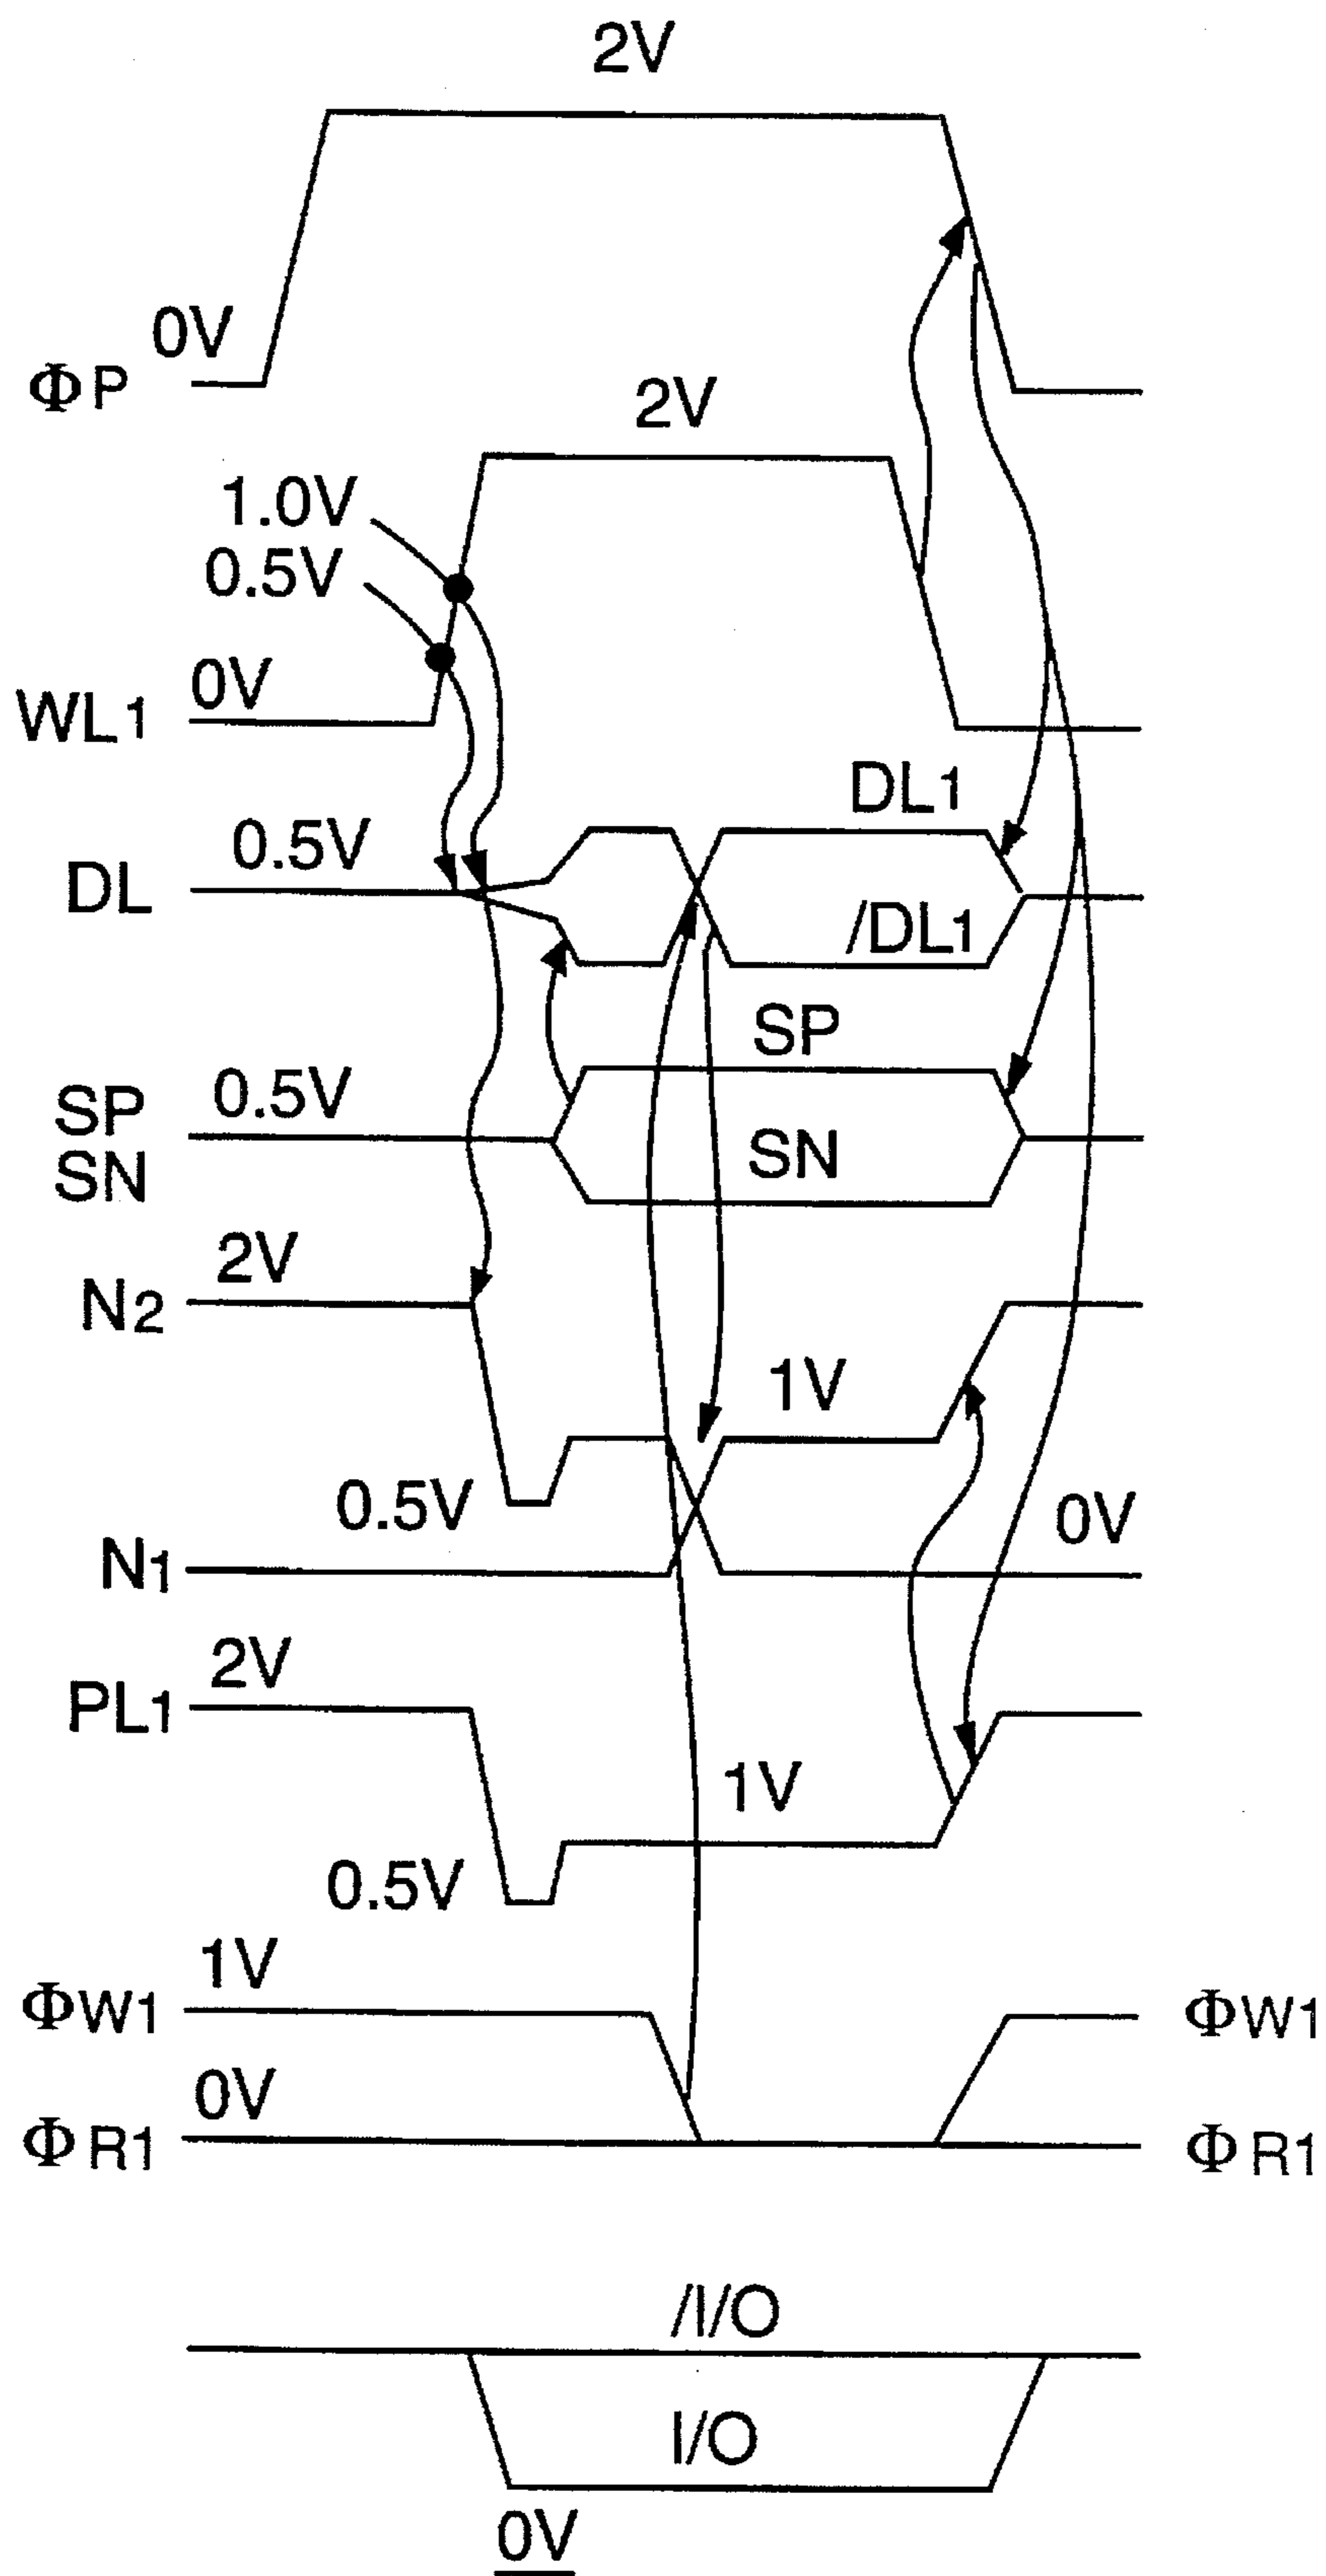 2V
0V
ΦP
2V
1.0V
0.5V
0V
WL1
DL1
0.5V
DL
/DL1
SP
0.5V
SP
SN
SN
2V
N2
1V
0.5V
0V
N1
2V
PL1
1V
0.5V
1V
ΦW1 ΦW1
0V
ΦR1 ΦR1
/I/O
I/O
0V